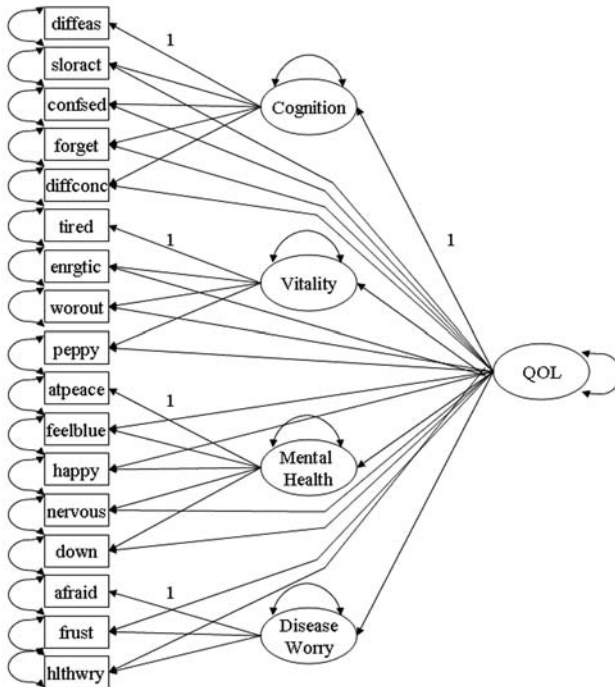 diffeas
sloract
confsed
forget
diffconc
tired
enrgtic
worout
peppy
atpeace
feelblue
happy
nervous
down
afraid
frust
hlthwry
1
1
1
1
Cognition
Vitality
Mental
Health
Disease
Worry
1
QOL